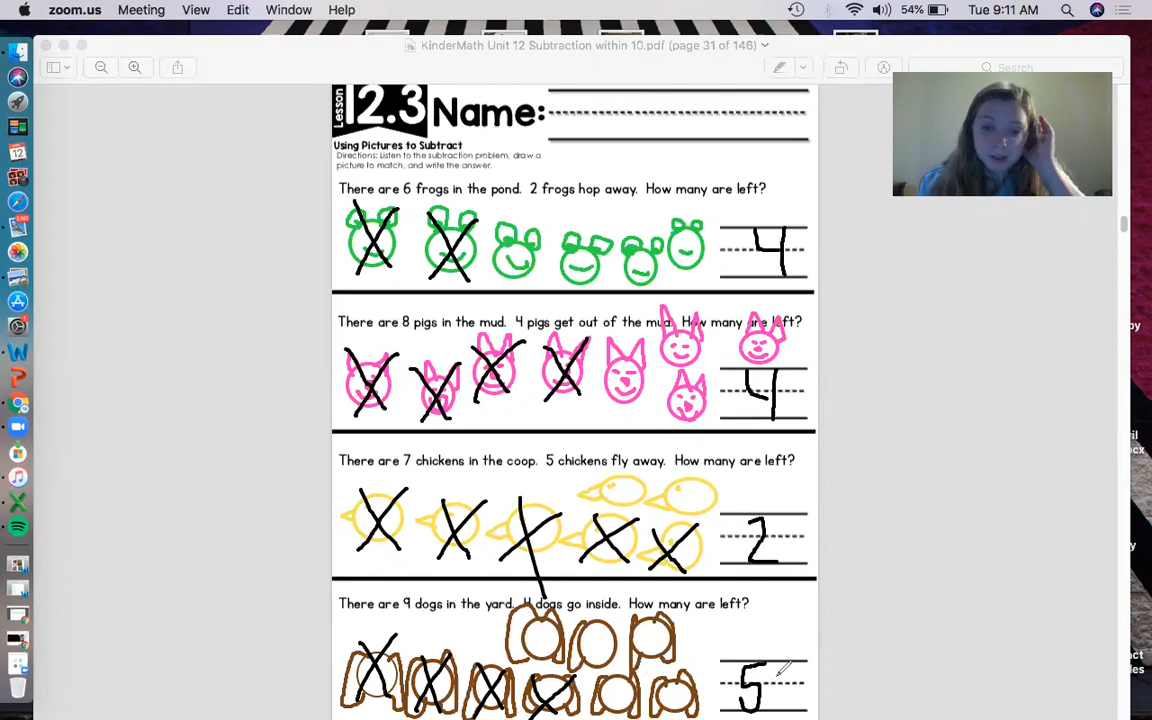 zoom.us Meeting View Edit Window Help 54% Tue 9:11 AM
KinderMath Unit 12 Subtraction within 10.pdf (page 31 of 146)
Search
Lesson 12.3 Name:
Using Pictures to Subtract
Directions: Listen to the subtraction problem, draw a
picture to match, and write the answer.
There are 6 frogs in the pond. 2 frogs hop away. How many are left?
4
There are 8 pigs in the mud. 4 pigs get out of the mud. How many are left?
4
There are 7 chickens in the coop. 5 chickens fly away. How many are left?
2
There are 9 dogs in the yard. 4 dogs go inside. How many are left?
5